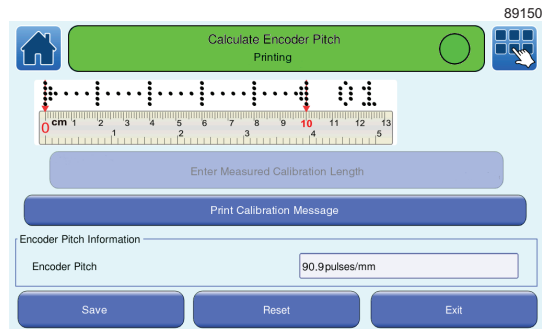 89150
Calculate Encoder Pitch
Printing
01
0 cm 1 2 3 4 5 6 7 8 9 10 11 12 13
1 2 3 4 5
Enter Measured Calibration Length
Print Calibration Message
Encoder Pitch Information
Encoder Pitch 90.9pulses/mm
Save Reset Exit